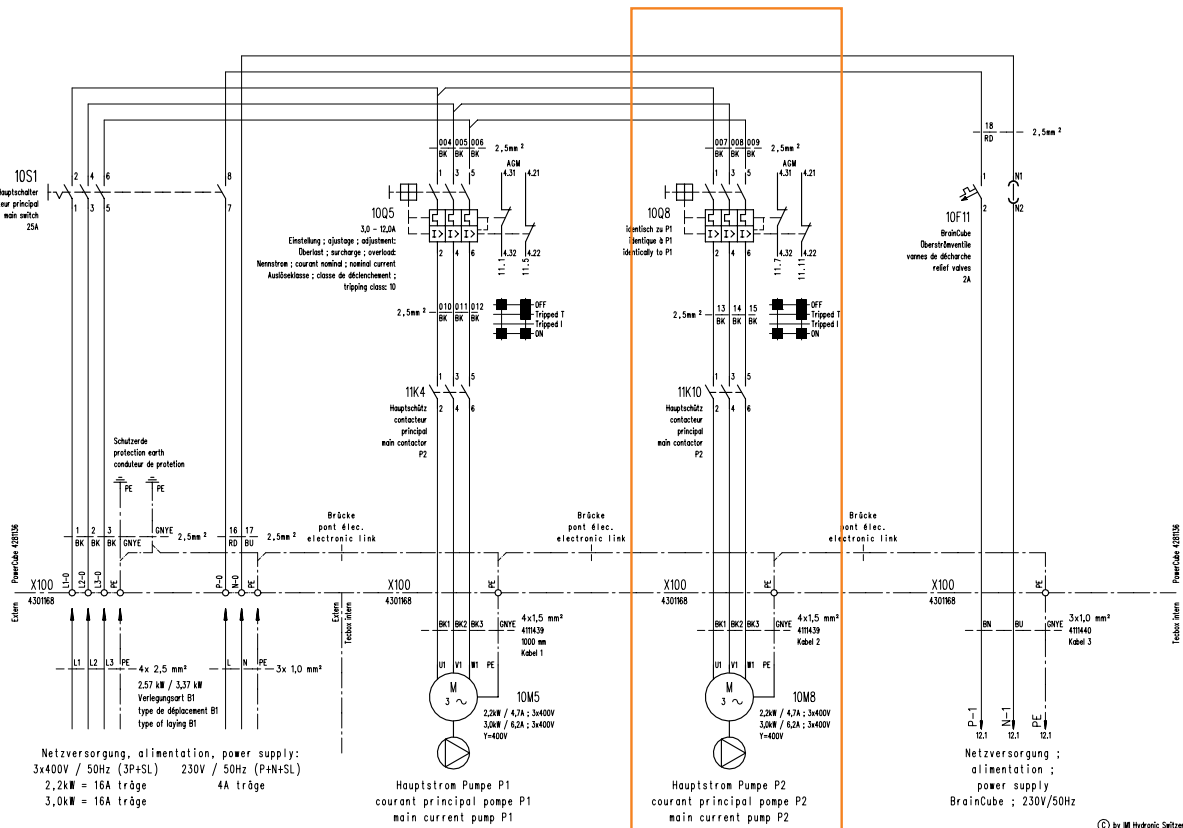 10S1
Hauptschalter
eur principal
main switch
25A
2 4 6
1 3 5
8
7
004 005 006
BK BK BK
2,5mm²
AGM
4.31 4.21
1 3 5
10Q5
3,0 - 12,0A
Einstellung ; ajustage ; adjustment:
Überlast ; surcharge ; overload:
Nennstrom ; courant nominal ; nominal current
Auslöseklasse ; classe de déclenchement ;
tripping class: 10
I> I> I>
2 4 6
4.32 4.22
11.1 11.5
2,5mm²
010 011 012
BK BK BK
OFF
Tripped T
Tripped I
ON
11K4
1 3 5
2 4 6
Hauptschütz
contacteur
principal
main contactor
P2
007 008 009
BK BK BK
2,5mm²
AGM
4.31 4.21
1 3 5
10Q8
identisch zu P1
identique à P1
identically to P1
I> I> I>
2 4 6
4.32 4.22
11.7 11.11
2,5mm²
13 14 15
BK BK BK
OFF
Tripped T
Tripped I
ON
11K10
1 3 5
2 4 6
Hauptschütz
contacteur
principal
main contactor
P2
18
RD
2,5mm²
1 N1
2 N2
10F11
BrainCube
Überströmventile
vannes de décharche
relief valves
2A
Schutzerde
protection earth
conduteur de protetion
PE PE
1 2 3
BK BK BK GNYE
GNYE
2,5mm²
16 17
RD BU
2,5mm²
Brücke
pont élec.
electronic link
Brücke
pont élec.
electronic link
Brücke
pont élec.
electronic link
PowerCube 4281136
Extern
X100
4301168
L1-0 L2-0 L3-0 PE
P-0 N-0 PE
Extern
Tecbox intern
X100
4301168
PE
X100
4301168
PE
X100
4301168
PE
PowerCube 4281136
Tecbox intern
L1 L2 L3 PE
4x 2,5 mm²
2,57 kW / 3,37 kW
Verlegungsart B1
type de déplacement B1
type of laying B1
L N PE
3x 1,0 mm²
BK1 BK2 BK3 GNYE
4x1,5 mm²
4111439
1000 mm
Kabel 1
U1 V1 W1 PE
M
3 ~
10M5
2,2kW / 4,7A ; 3x400V
3,0kW / 6,2A ; 3x400V
Y=400V
BK1 BK2 BK3 GNYE
4x1,5 mm²
4111439
Kabel 2
U1 V1 W1 PE
M
3 ~
10M8
2,2kW / 4,7A ; 3x400V
3,0kW / 6,2A ; 3x400V
Y=400V
BN BU GNYE
3x1,0 mm²
4111440
Kabel 3
P-1 N-1 PE
12.1 12.1 12.1
Netzversorgung, alimentation, power supply:
3x400V / 50Hz (3P+SL) 230V / 50Hz (P+N+SL)
2,2kW = 16A träge 4A träge
3,0kW = 16A träge
Hauptstrom Pumpe P1
courant principal pompe P1
main current pump P1
Hauptstrom Pumpe P2
courant principal pompe P2
main current pump P2
Netzversorgung ;
alimentation ;
power supply
BrainCube ; 230V/50Hz
© by IMI Hydronic Switzer